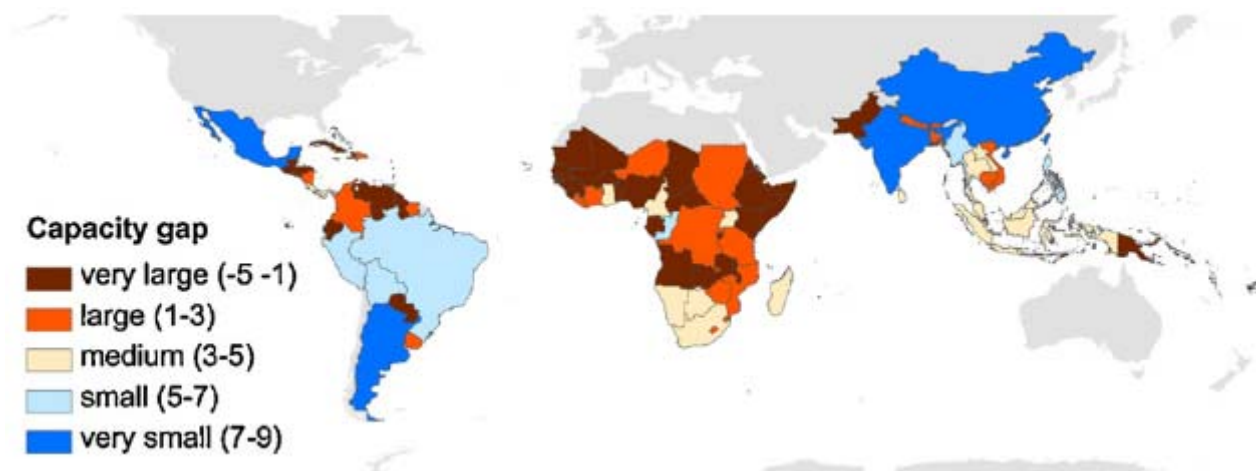 Capacity gap
very large (-5 -1)
large (1-3)
medium (3-5)
small (5-7)
very small (7-9)